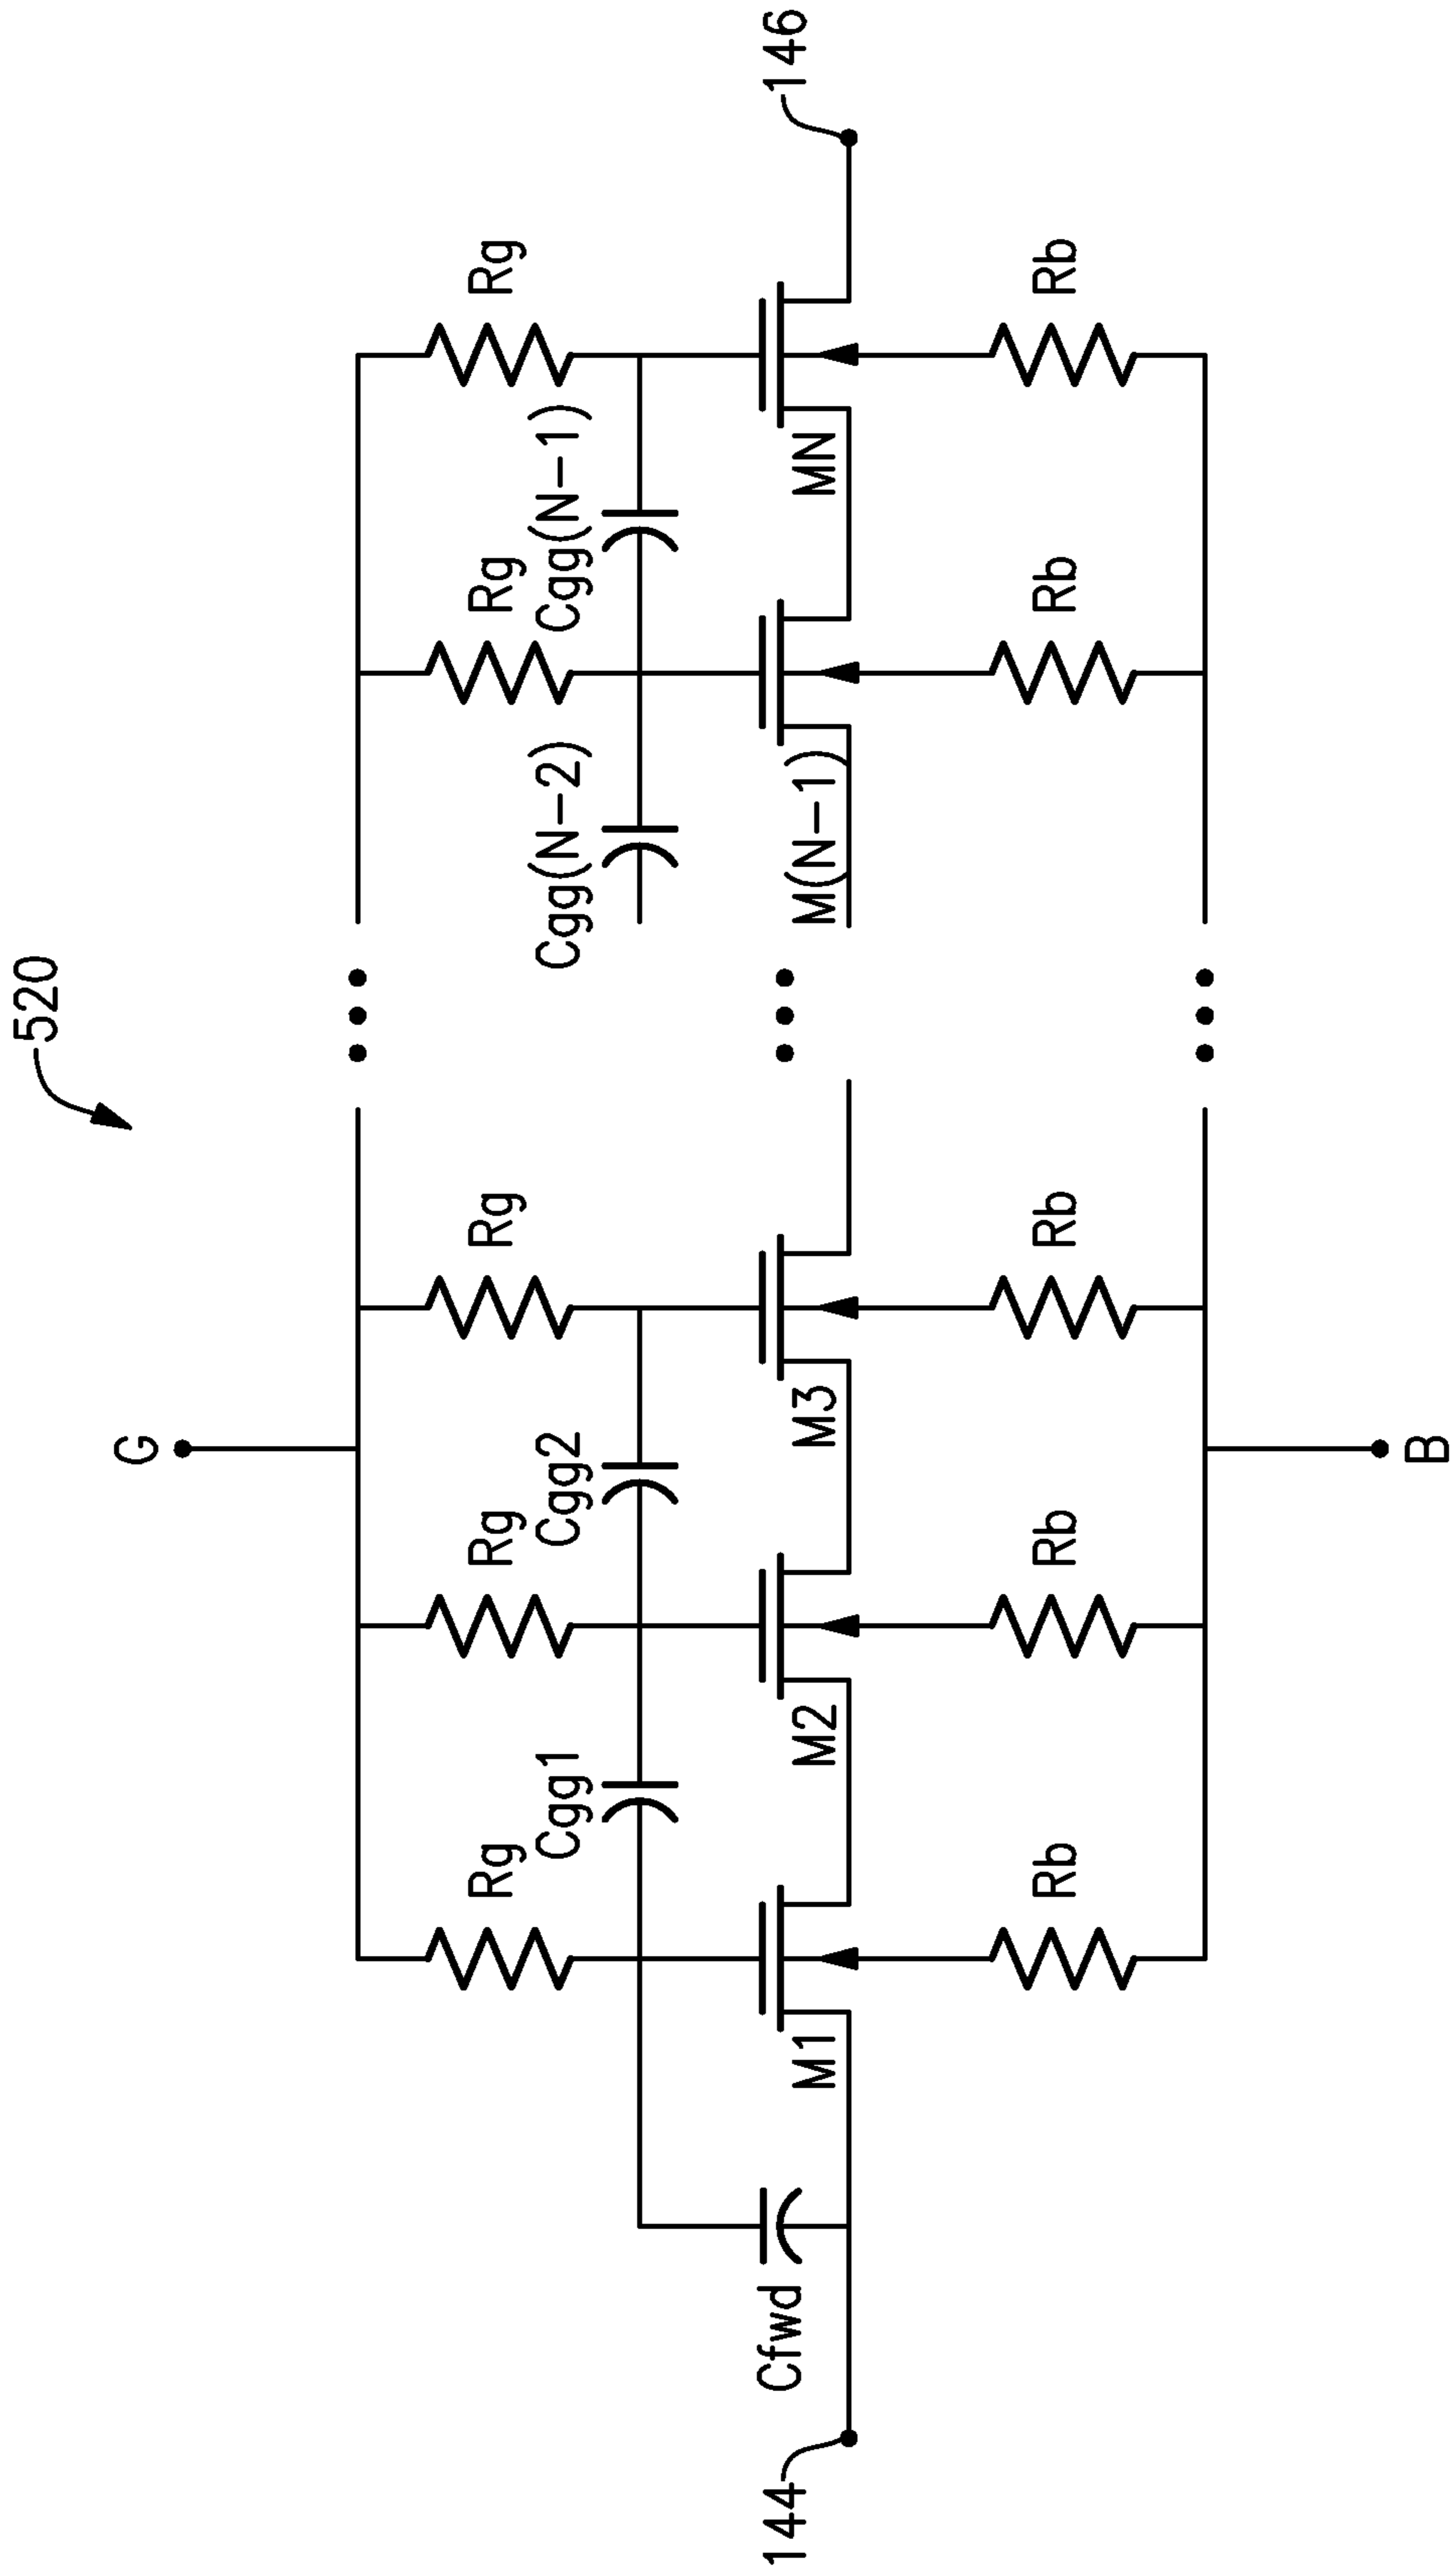 520
G
Rg
Rg
Rg
Rg
Rg
Cgg1
Cgg2
Cgg(N-2)
Cgg(N-1)
144
Cfwd
M1
M2
M3
M(N-1)
MN
146
Rb
Rb
Rb
Rb
Rb
B